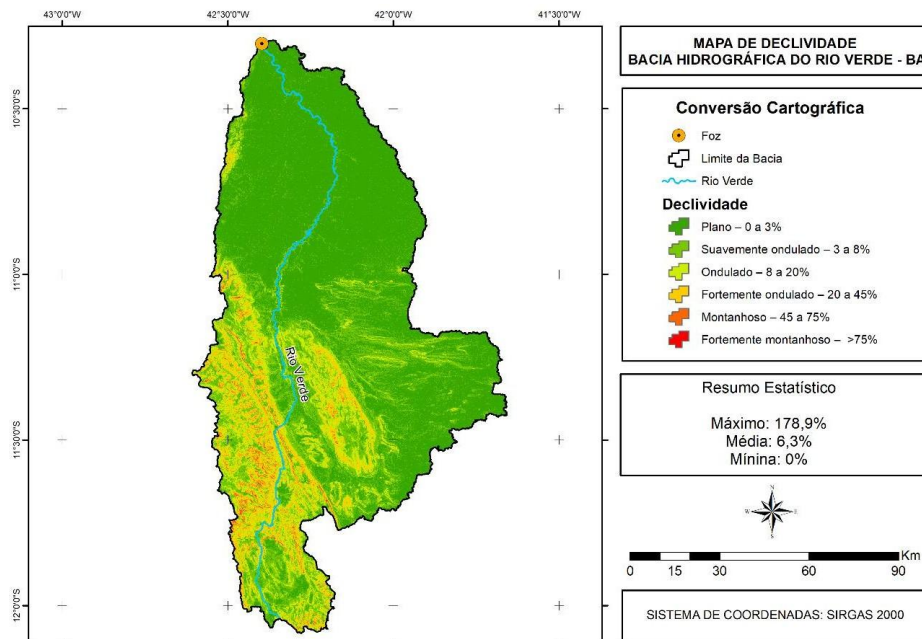 43°0'0"W 42°30'0"W 42°0'0"W 41°30'0"W
10°30'0"S
11°0'0"S
11°30'0"S
12°0'0"S
Rio Verde
MAPA DE DECLIVIDADE
BACIA HIDROGRÁFICA DO RIO VERDE - BA
Conversão Cartográfica
Foz
Limite da Bacia
Rio Verde
Declividade
Plano – 0 a 3%
Suavemente ondulado – 3 a 8%
Ondulado – 8 a 20%
Fortemente ondulado – 20 a 45%
Montanhoso – 45 a 75%
Fortemente montanhoso – >75%
Resumo Estatístico
Máximo: 178,9%
Média: 6,3%
Mínina: 0%
N
W E
S
Km
0 15 30 60 90
SISTEMA DE COORDENADAS: SIRGAS 2000